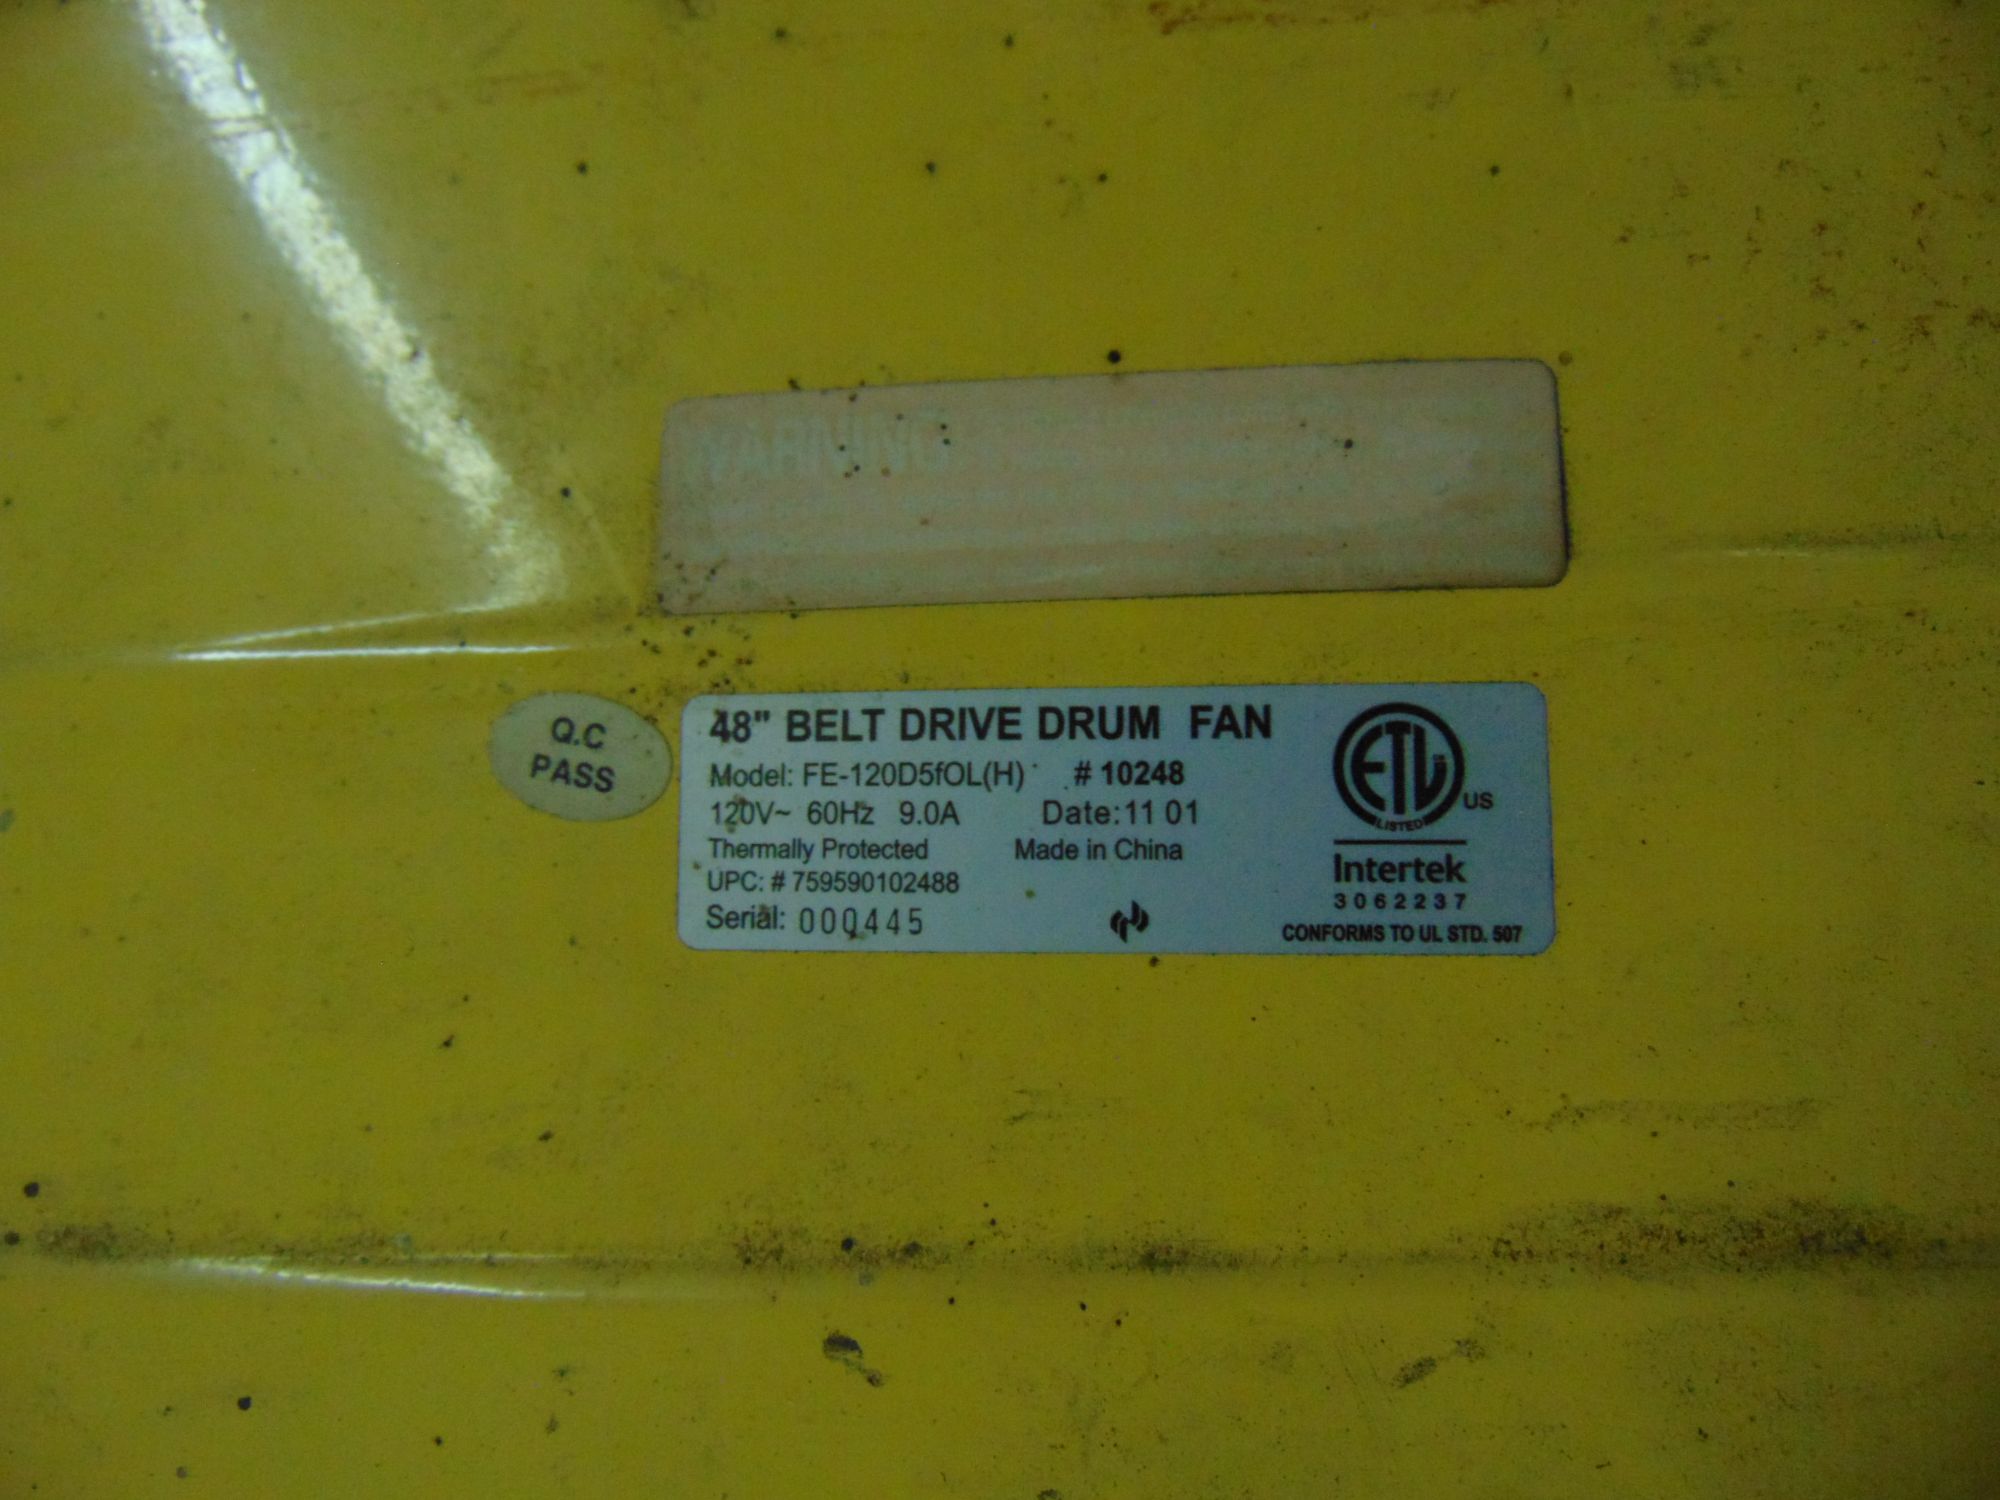 WARNING
Q.C
PASS
48" BELT DRIVE DRUM FAN
Model: FE-120D5fOL(H) # 10248
120V~ 60Hz 9.0A Date:11 01
Thermally Protected Made in China
UPC: # 759590102488
Serial: 000445
ETL
LISTED
US
Intertek
3062237
CONFORMS TO UL STD. 507